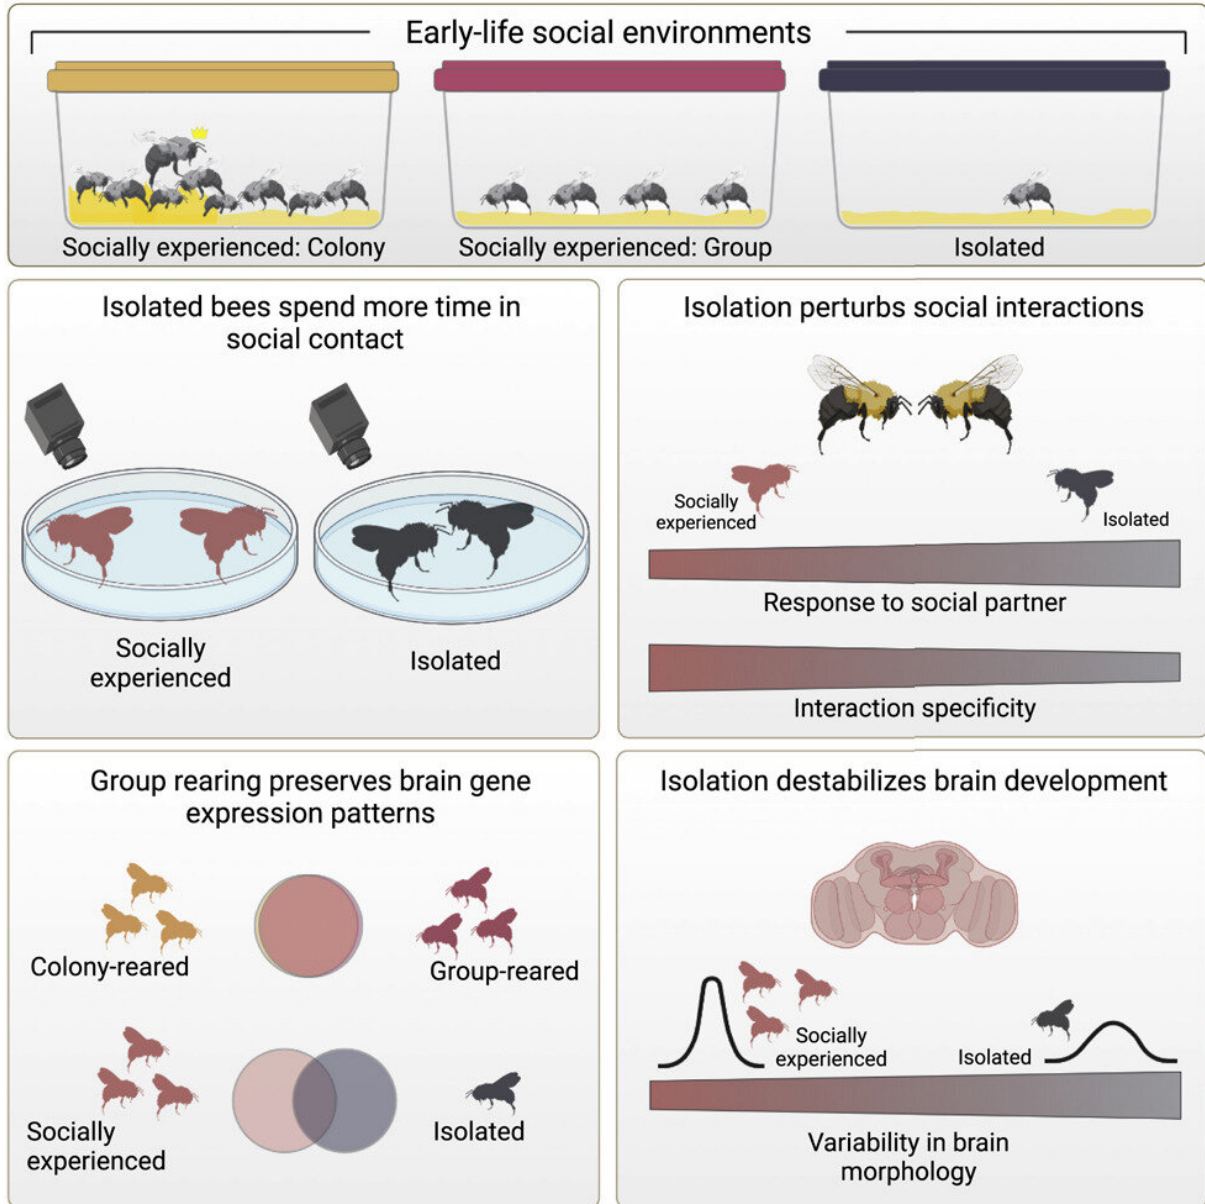 Early-life social environments
Socially experienced: Colony
Socially experienced: Group
Isolated
Isolated bees spend more time in
social contact
Socially
experienced
Isolated
Isolation perturbs social interactions
Socially
experienced
Isolated
Response to social partner
Interaction specificity
Group rearing preserves brain gene
expression patterns
Colony-reared
Group-reared
Socially
experienced
Isolated
Isolation destabilizes brain development
Socially
experienced
Isolated
Variability in brain
morphology